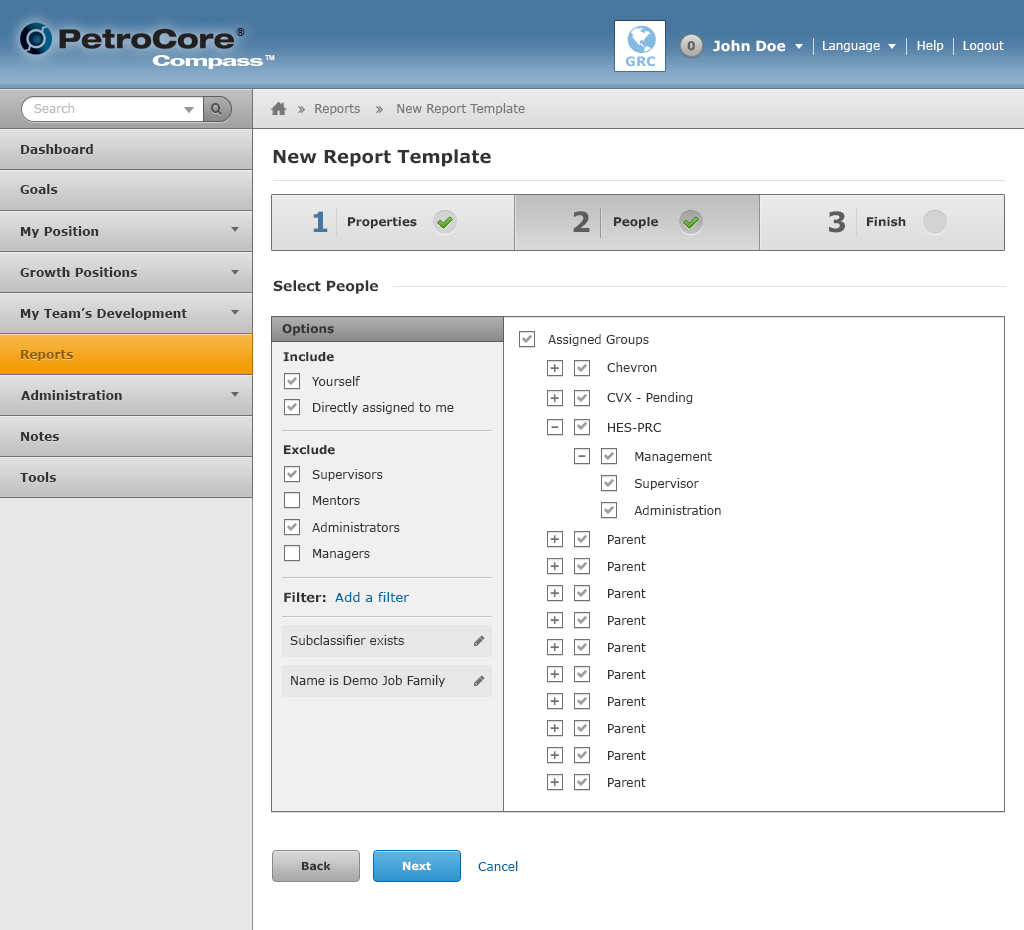 PetroCore®
Compass™
GRC
0 John Doe Language Help Logout
Search
» Reports » New Report Template
Dashboard
Goals
My Position
Growth Positions
My Team’s Development
Reports
Administration
Notes
Tools
New Report Template
1 Properties
2 People
3 Finish
Select People
Options
Include
Yourself
Directly assigned to me
Exclude
Supervisors
Mentors
Administrators
Managers
Filter: Add a filter
Subclassifier exists
Name is Demo Job Family
Assigned Groups
Chevron
CVX - Pending
HES-PRC
Management
Supervisor
Administration
Parent
Parent
Parent
Parent
Parent
Parent
Parent
Parent
Parent
Parent
Back Next Cancel